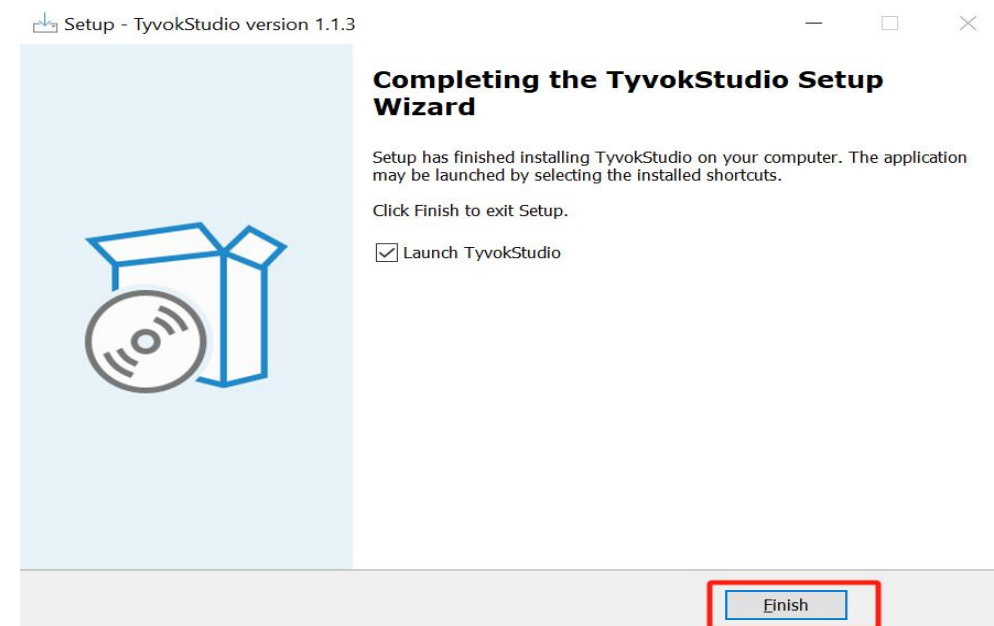 Setup - TyvokStudio version 1.1.3
Completing the TyvokStudio Setup
Wizard
Setup has finished installing TyvokStudio on your computer. The application
may be launched by selecting the installed shortcuts.
Click Finish to exit Setup.
Launch TyvokStudio
Finish